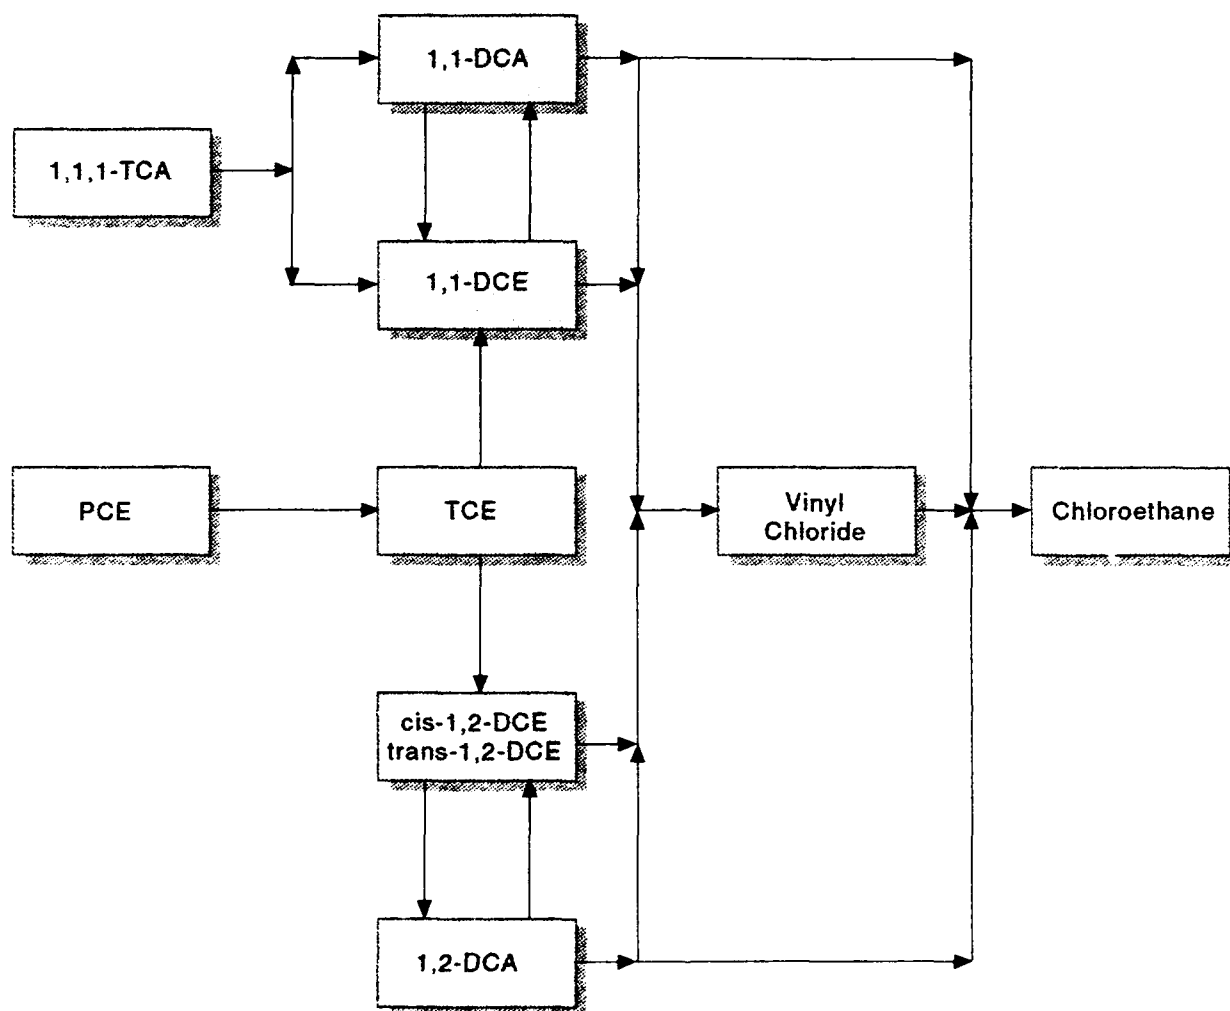 1,1-DCA
1,1,1-TCA
1,1-DCE
PCE
TCE
Vinyl
Chloride
Chloroethane
cis-1,2-DCE
trans-1,2-DCE
1,2-DCA